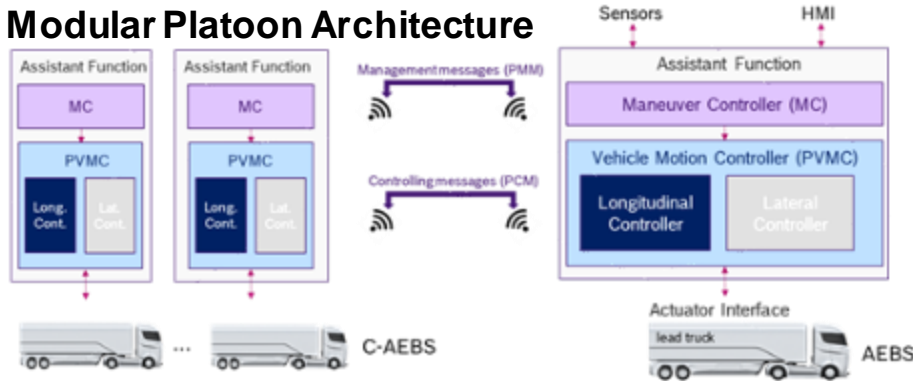 Modular Platoon Architecture
Sensors
HMI
Assistant Function
MC
PVMC
Long.
Cont.
Lat.
Cont.
Assistant Function
MC
PVMC
Long.
Cont.
Lat.
Cont.
Management messages (PMM)
Controlling messages (PCM)
Assistant Function
Maneuver Controller (MC)
Vehicle Motion Controller (PVMC)
Longitudinal
Controller
Lateral
Controller
Actuator Interface
...
C-AEBS
lead truck
AEBS